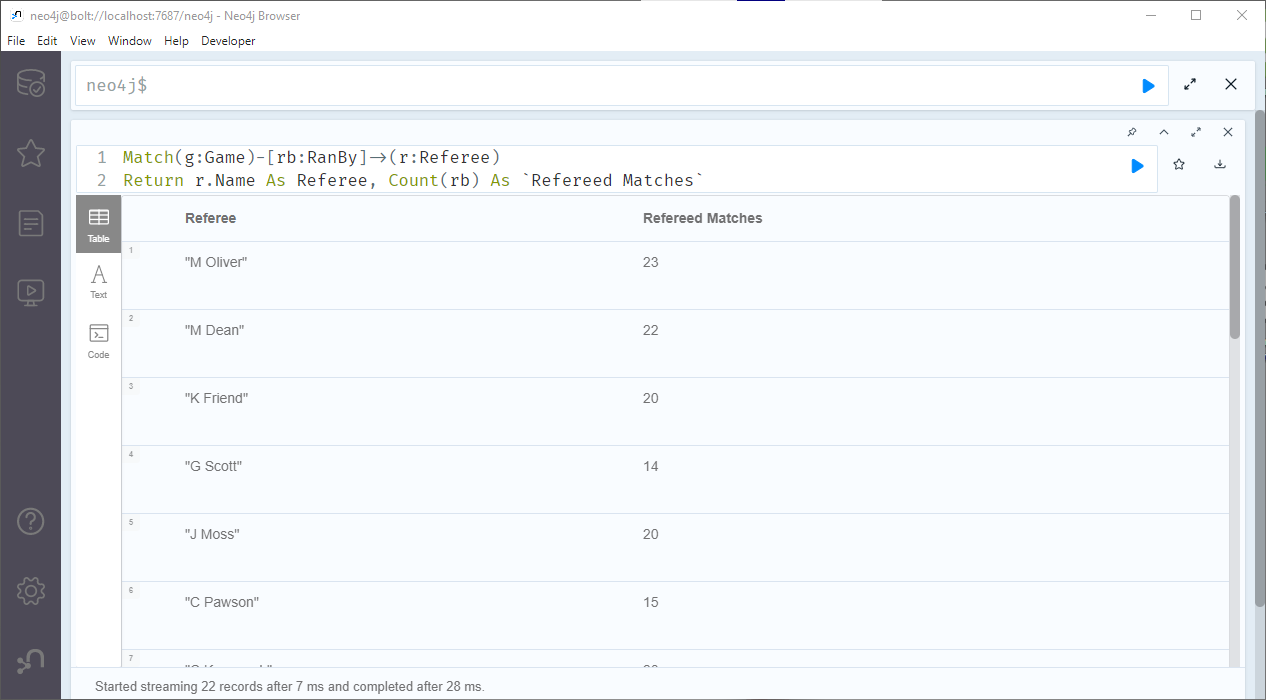 neo4j@bolt://localhost:7687/neo4j - Neo4j Browser
File Edit View Window Help Developer
neo4j$
1 Match(g:Game)-[rb:RanBy]->(r:Referee)
2 Return r.Name As Referee, Count(rb) As `Refereed Matches`
Table
Text
Code
Referee Refereed Matches
1 "M Oliver" 23
2 "M Dean" 22
3 "K Friend" 20
4 "G Scott" 14
5 "J Moss" 20
6 "C Pawson" 15
7
Started streaming 22 records after 7 ms and completed after 28 ms.